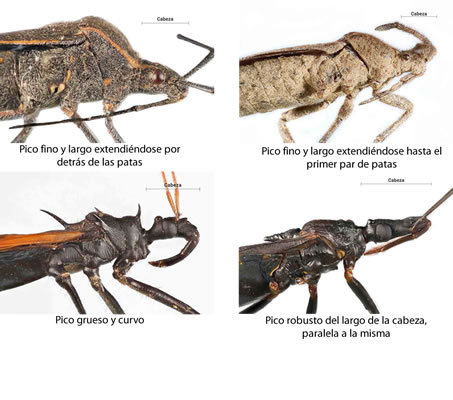 Cabeza
Cabeza
Pico fino y largo extendiéndose por
detrás de las patas
Pico fino y largo extendiéndose hasta el
primer par de patas
Cabeza
Cabeza
Pico grueso y curvo
Pico robusto del largo de la cabeza,
paralela a la misma